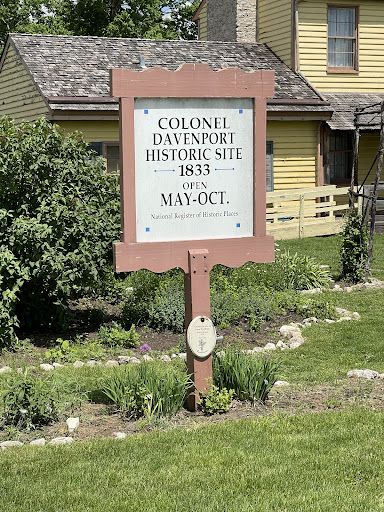 COLONEL
DAVENPORT
HISTORIC SITE
1833
OPEN
MAY-OCT.
National Register of Historic Places